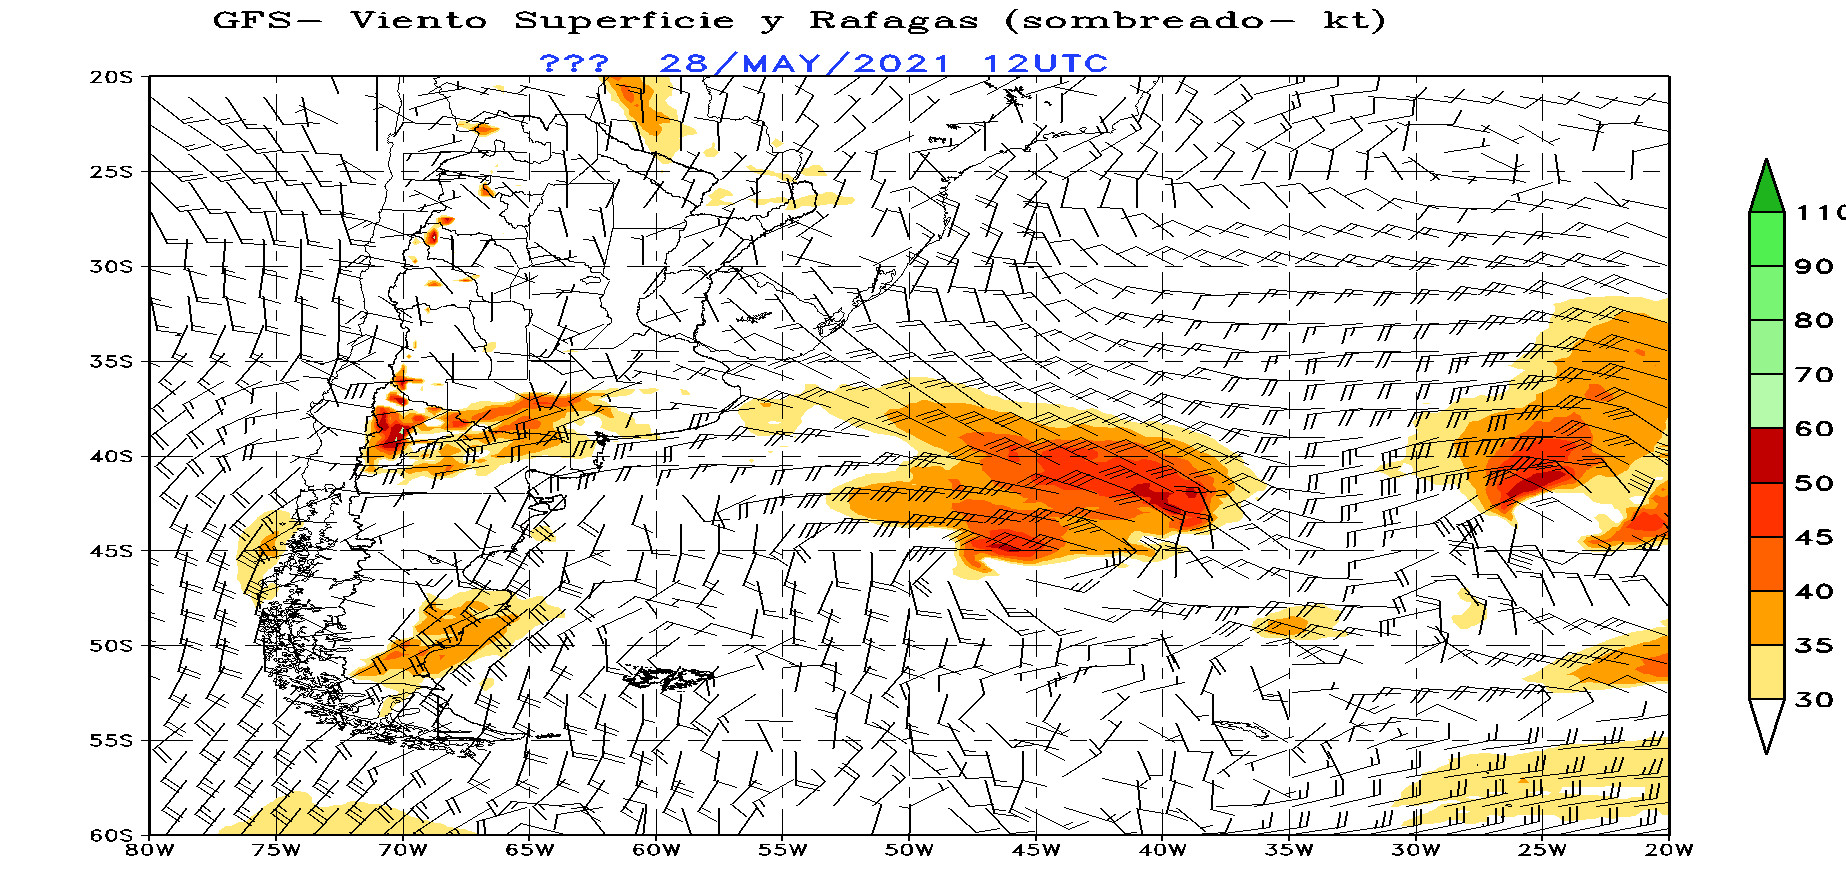 GFS- Viento Superficie y Rafagas (sombreado- kt)
??? 28/MAY/2021 12UTC
20S
25S
30S
35S
40S
45S
50S
55S
60S
80W 75W 70W 65W 60W 55W 50W 45W 40W 35W 30W 25W 20W
110
90
80
70
60
50
45
40
35
30